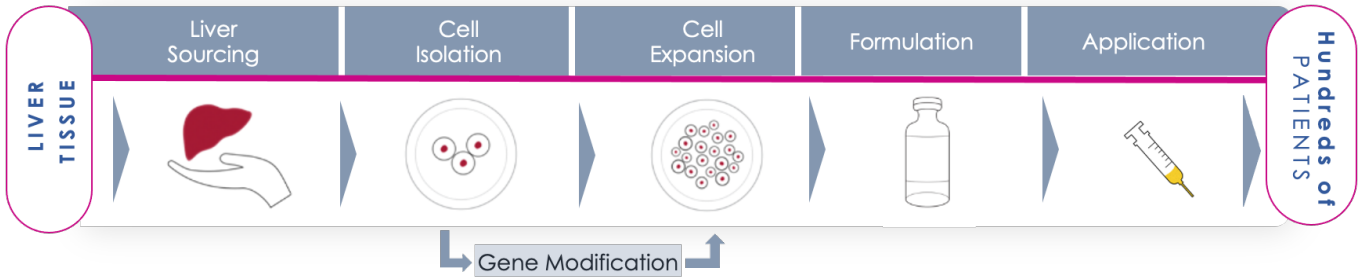 LIVER
TISSUE
Liver
Sourcing
Cell
Isolation
Cell
Expansion
Formulation
Application
Hundreds of
PATIENTS
Gene Modification